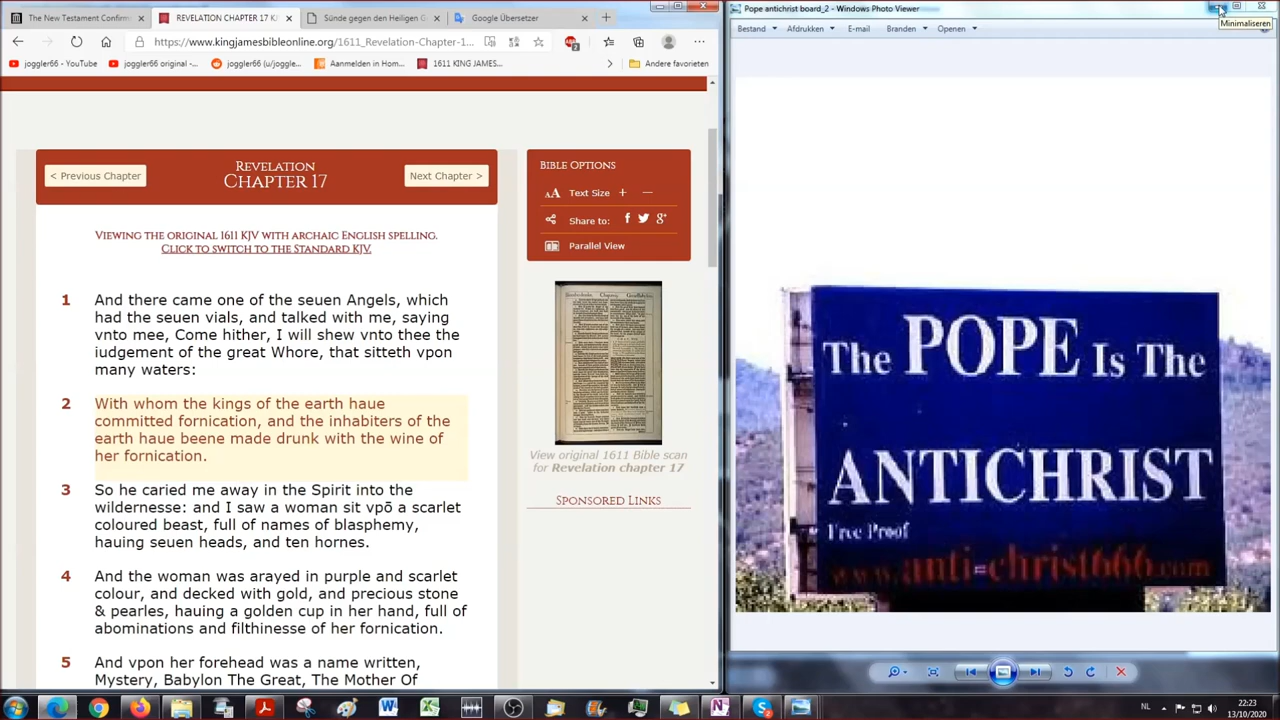 The New Testament Confirm
REVELATION CHAPTER 17 K
Sünde gegen den Heiligen G
Google Übersetzer
https://www.kingjamesbibleonline.org/1611_Revelation-Chapter-1...
joggler66 - YouTube
joggler66 original -...
joggler66 (u/joggle...
Aanmelden in Hom...
1611 KING JAMES...
Andere favorieten
< Previous Chapter
REVELATION
CHAPTER 17
Next Chapter >
VIEWING THE ORIGINAL 1611 KJV WITH ARCHAIC ENGLISH SPELLING.
CLICK TO SWITCH TO THE STANDARD KJV.
1 And there came one of the seuen Angels, which
had the seuen vials, and talked with me, saying
vnto mee, Come hither, I will shew vnto thee the
iudgement of the great Whore, that sitteth vpon
many waters:
2 With whom the kings of the earth haue
committed fornication, and the inhabiters of the
earth haue beene made drunk with the wine of
her fornication.
3 So he caried me away in the Spirit into the
wildernesse: and I saw a woman sit vpō a scarlet
coloured beast, full of names of blasphemy,
hauing seuen heads, and ten hornes.
4 And the woman was arayed in purple and scarlet
colour, and decked with gold, and precious stone
& pearles, hauing a golden cup in her hand, full of
abominations and filthinesse of her fornication.
5 And vpon her forehead was a name written,
Mystery, Babylon The Great, The Mother Of
BIBLE OPTIONS
AA Text Size + —
Share to: f g+
Parallel View
View original 1611 Bible scan
for Revelation chapter 17
SPONSORED LINKS
Pope antichrist board_2 - Windows Photo Viewer
Minimaliseren
Bestand Afdrukken E-mail Branden Openen
The POPE Is The
ANTICHRIST
Free Proof
www.anti=christ666.com
NL
22:23
13/10/2020